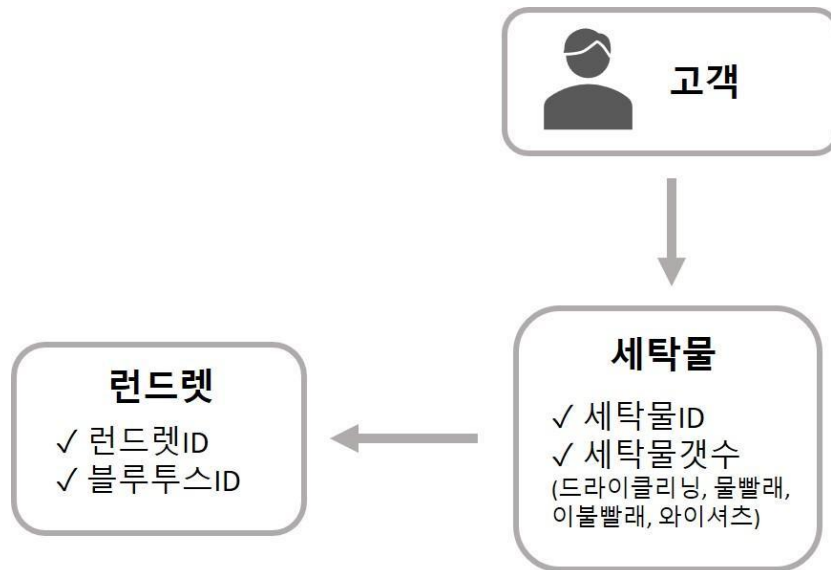 고객
세탁물
✓ 세탁물ID
✓ 세탁물갯수
(드라이클리닝, 물빨래,
이불빨래, 와이셔츠)
런드렛
✓ 런드렛ID
✓ 블루투스ID